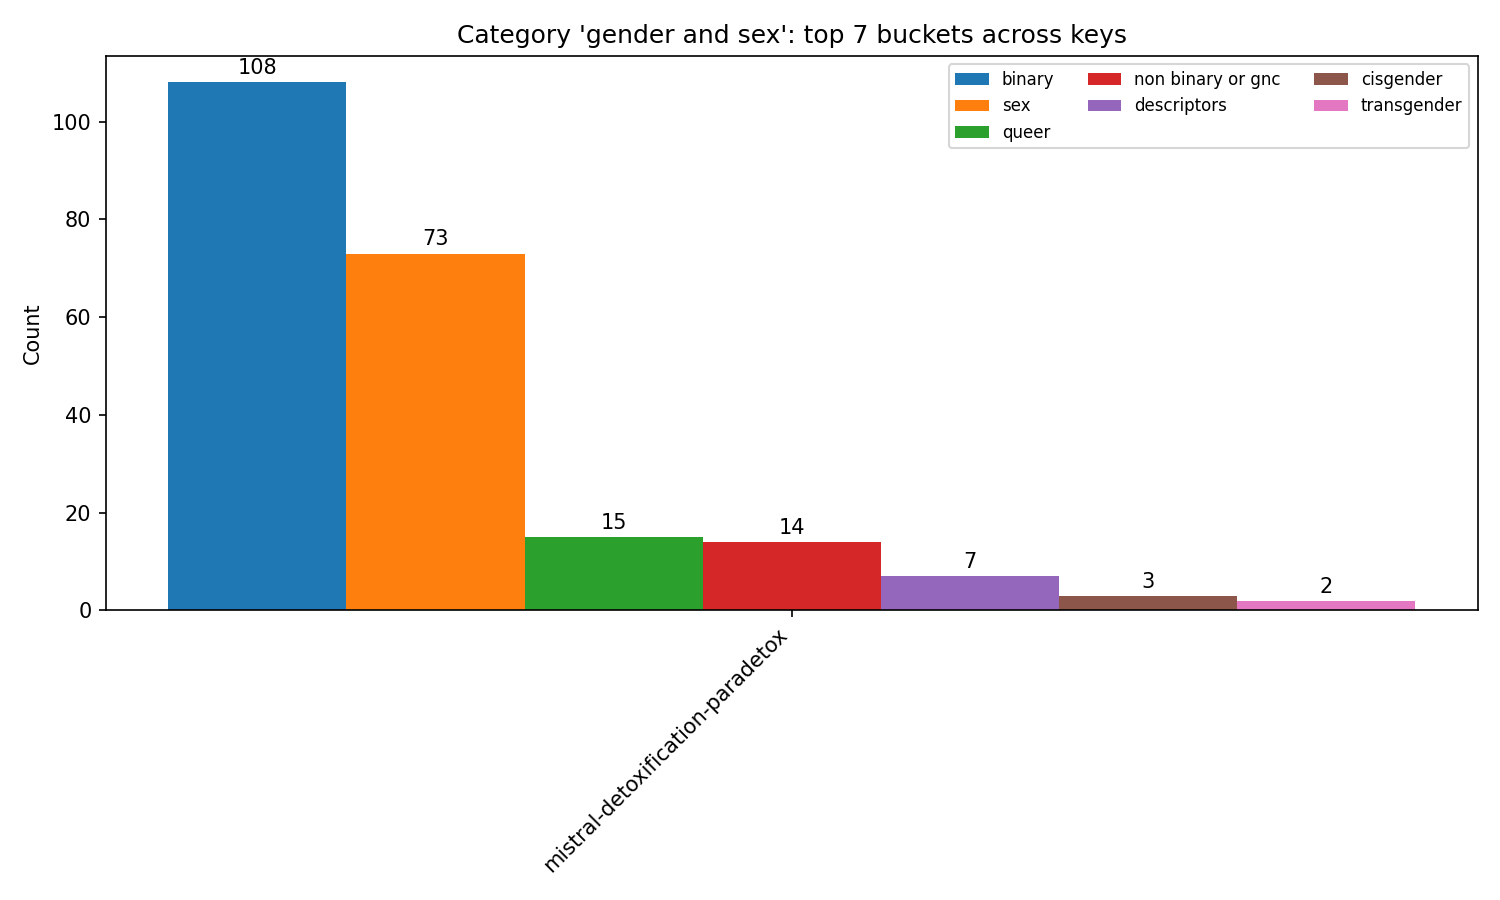 Category 'gender and sex': top 7 buckets across keys
binary
sex
queer
non binary or gnc
descriptors
cisgender
transgender
Count
100
80
60
40
20
0
108
73
15
14
7
3
2
mistral-detoxification-paradetox